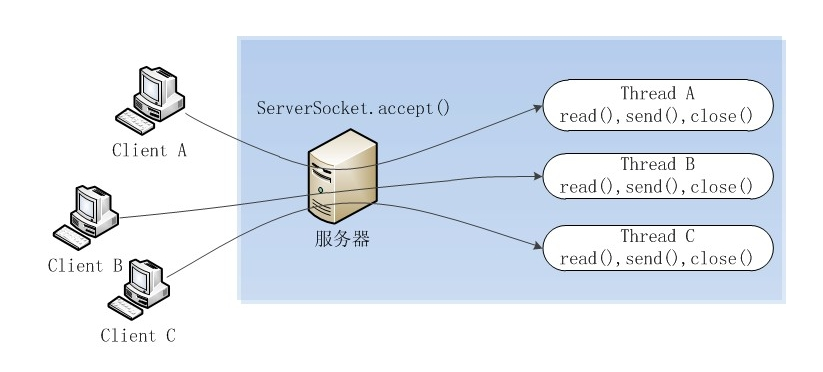 Client A
Client B
Client C
ServerSocket.accept()
服务器
Thread A
read(),send(),close()
Thread B
read(),send(),close()
Thread C
read(),send(),close()